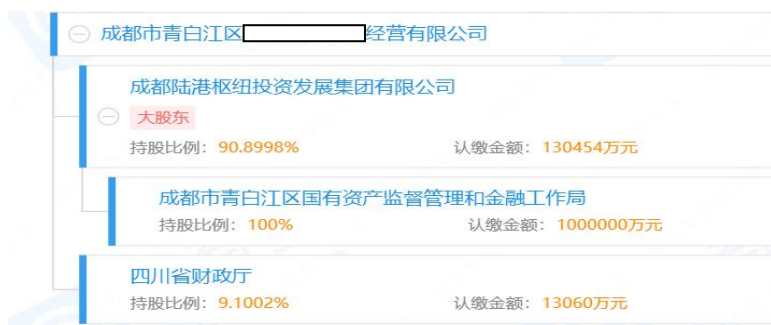 成都市青白江区 经营有限公司
成都陆港枢纽投资发展集团有限公司
大股东
持股比例：90.8998% 认缴金额：130454万元
成都市青白江区国有资产监督管理和金融工作局
持股比例：100% 认缴金额：1000000万元
四川省财政厅
持股比例：9.1002% 认缴金额：13060万元